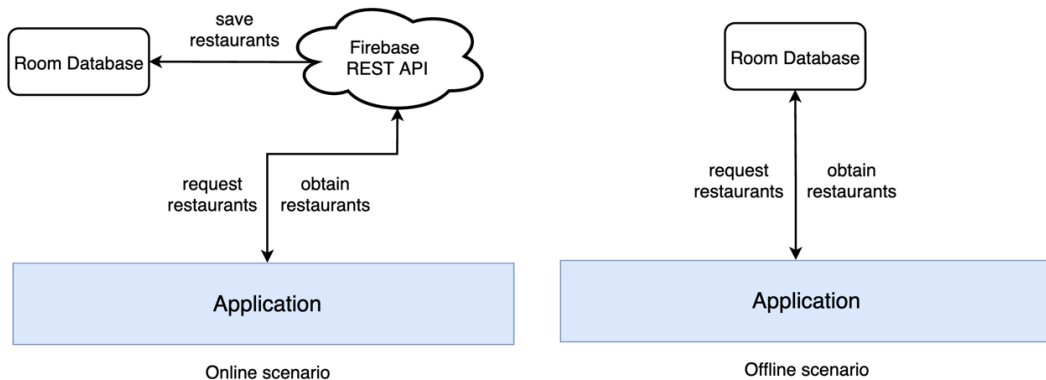 save
restaurants
Room Database
Firebase
REST API
request
restaurants
obtain
restaurants
Application
Online scenario
Room Database
request
restaurants
obtain
restaurants
Application
Offline scenario